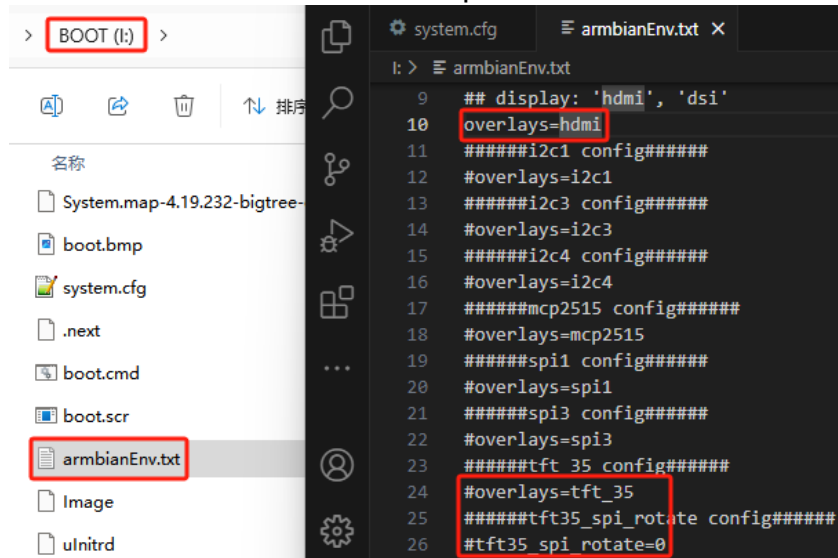 > BOOT (I:) >
排序
名称
System.map-4.19.232-bigtree-
boot.bmp
system.cfg
.next
boot.cmd
boot.scr
armbianEnv.txt
Image
uInitrd
system.cfg
armbianEnv.txt
I: > armbianEnv.txt
9 ## display: 'hdmi', 'dsi'
10 overlays=hdmi
11 ######i2c1 config######
12 #overlays=i2c1
13 ######i2c3 config######
14 #overlays=i2c3
15 ######i2c4 config######
16 #overlays=i2c4
17 ######mcp2515 config######
18 #overlays=mcp2515
19 ######spi1 config######
20 #overlays=spi1
21 ######spi3 config######
22 #overlays=spi3
23 ######tft_35 config######
24 #overlays=tft_35
25 ######tft35_spi_rotate config######
26 #tft35_spi_rotate=0